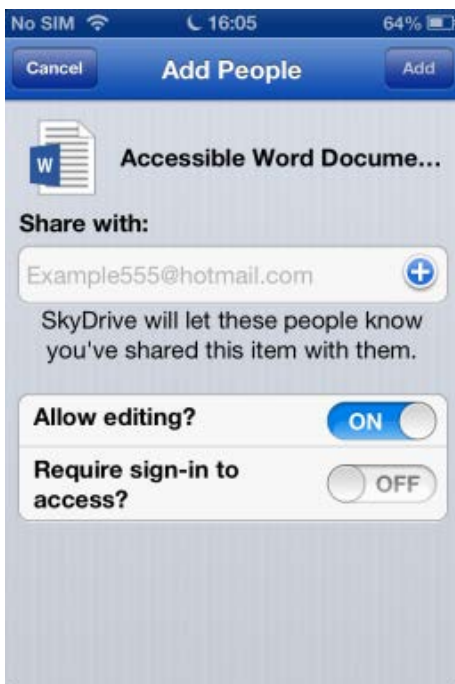 No SIM 16:05 64%
Cancel Add People Add
W Accessible Word Docume...
Share with:
Example555@hotmail.com
SkyDrive will let these people know
you've shared this item with them.
Allow editing? ON
Require sign-in to
access? OFF